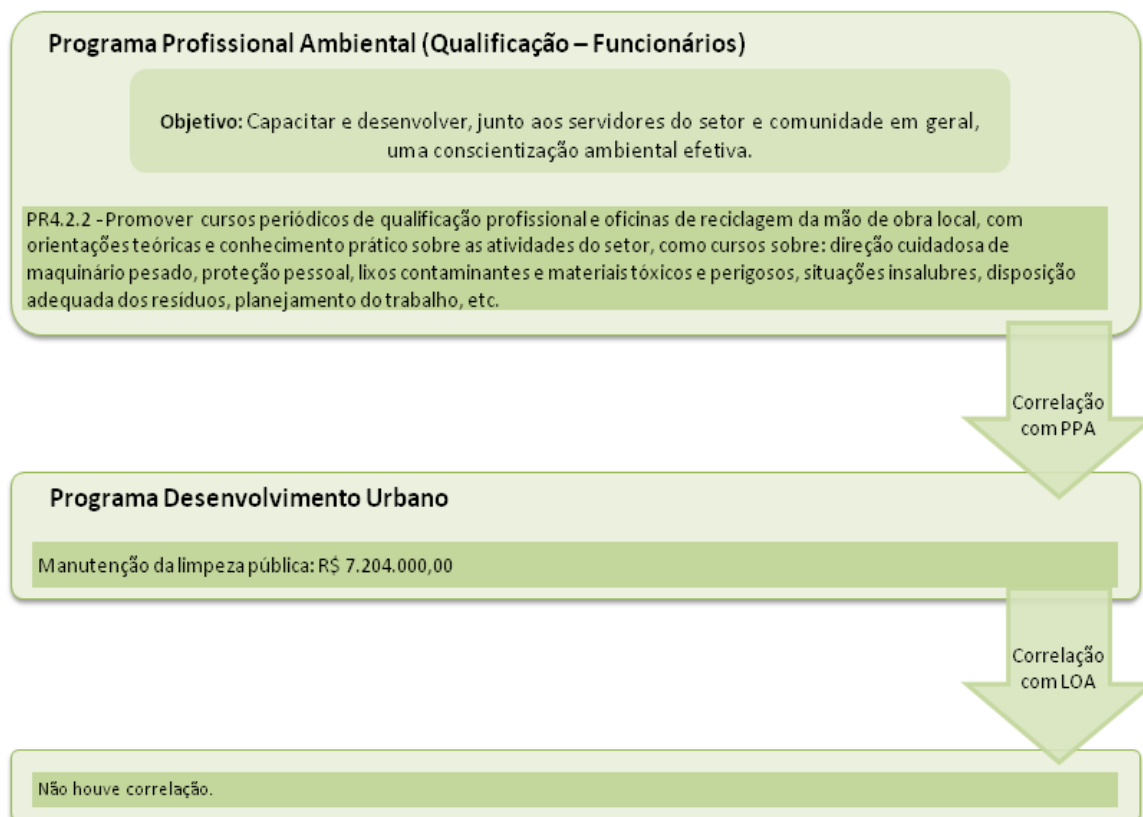 Programa Profissional Ambiental (Qualificação – Funcionários)
Objetivo: Capacitar e desenvolver, junto aos servidores do setor e comunidade em geral,
uma conscientização ambiental efetiva.
PR4.2.2 - Promover cursos periódicos de qualificação profissional e oficinas de reciclagem da mão de obra local, com
orientações teóricas e conhecimento prático sobre as atividades do setor, como cursos sobre: direção cuidadosa de
maquinário pesado, proteção pessoal, lixos contaminantes e materiais tóxicos e perigosos, situações insalubres, disposição
adequada dos resíduos, planejamento do trabalho, etc.
Correlação
com PPA
Programa Desenvolvimento Urbano
Manutenção da limpeza pública: R$ 7.204.000,00
Correlação
com LOA
Não houve correlação.